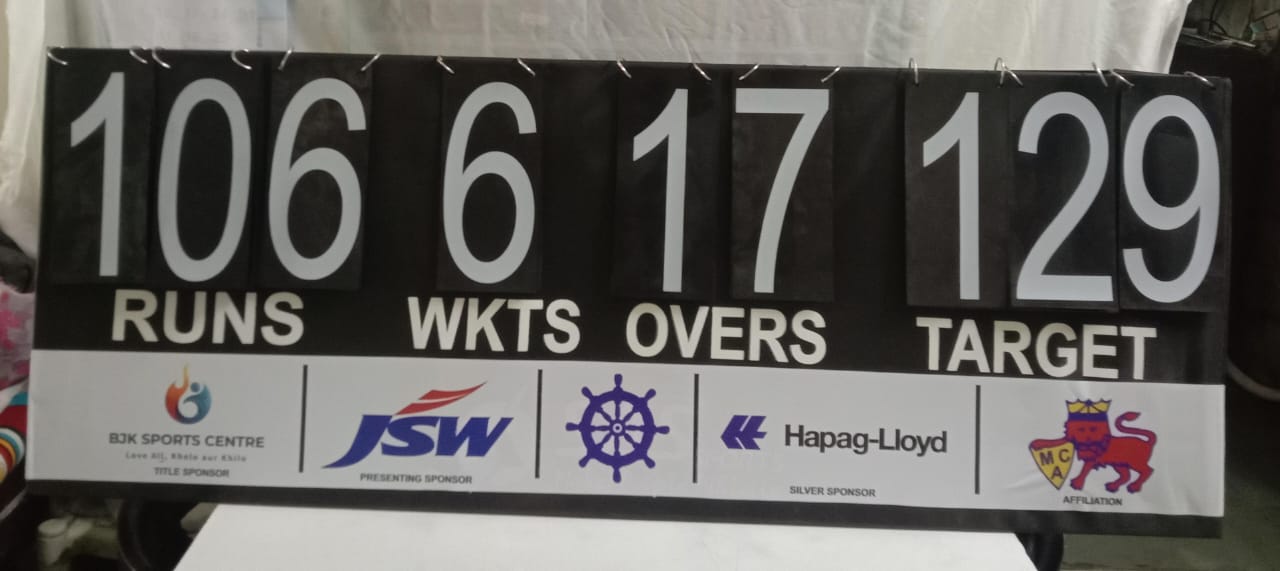 106 6 17 129
RUNS WKTS OVERS TARGET
BJK SPORTS CENTRE
Love All, Khelo aur Khilo
TITLE SPONSOR
JSW
PRESENTING SPONSOR
Hapag-Lloyd
SILVER SPONSOR
MCA
AFFILIATION